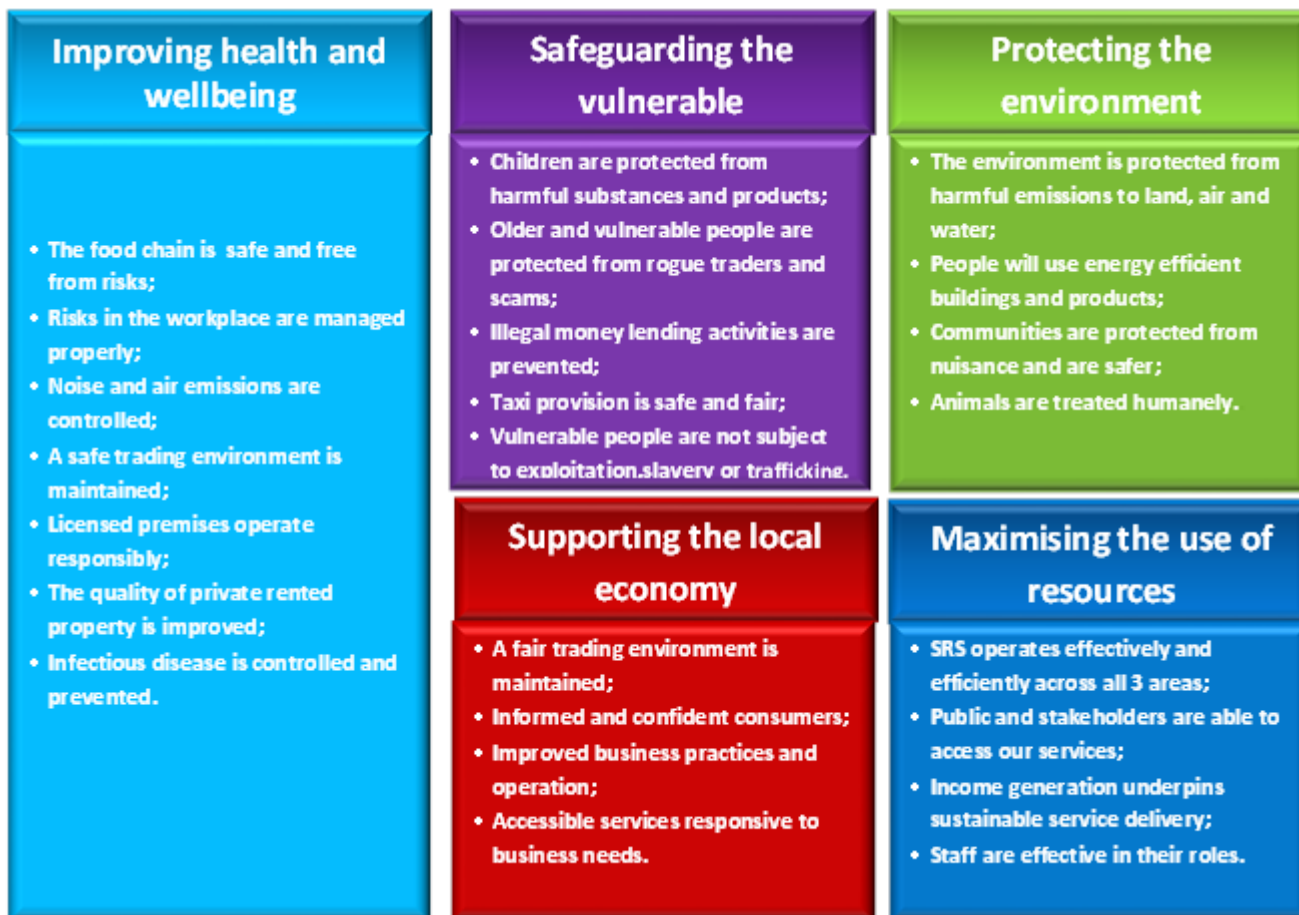 Improving health and
wellbeing
• The food chain is safe and free
from risks;
• Risks in the workplace are managed
properly;
• Noise and air emissions are
controlled;
• A safe trading environment is
maintained;
• Licensed premises operate
responsibly;
• The quality of private rented
property is improved;
• Infectious disease is controlled and
prevented.
Safeguarding the
vulnerable
• Children are protected from
harmful substances and products;
• Older and vulnerable people are
protected from rogue traders and
scams;
• Illegal money lending activities are
prevented;
• Taxi provision is safe and fair;
• Vulnerable people are not subject
to exploitation,slavery or trafficking.
Protecting the
environment
• The environment is protected from
harmful emissions to land, air and
water;
• People will use energy efficient
buildings and products;
• Communities are protected from
nuisance and are safer;
• Animals are treated humanely.
Supporting the local
economy
• A fair trading environment is
maintained;
• Informed and confident consumers;
• Improved business practices and
operation;
• Accessible services responsive to
business needs.
Maximising the use of
resources
• SRS operates effectively and
efficiently across all 3 areas;
• Public and stakeholders are able to
access our services;
• Income generation underpins
sustainable service delivery;
• Staff are effective in their roles.